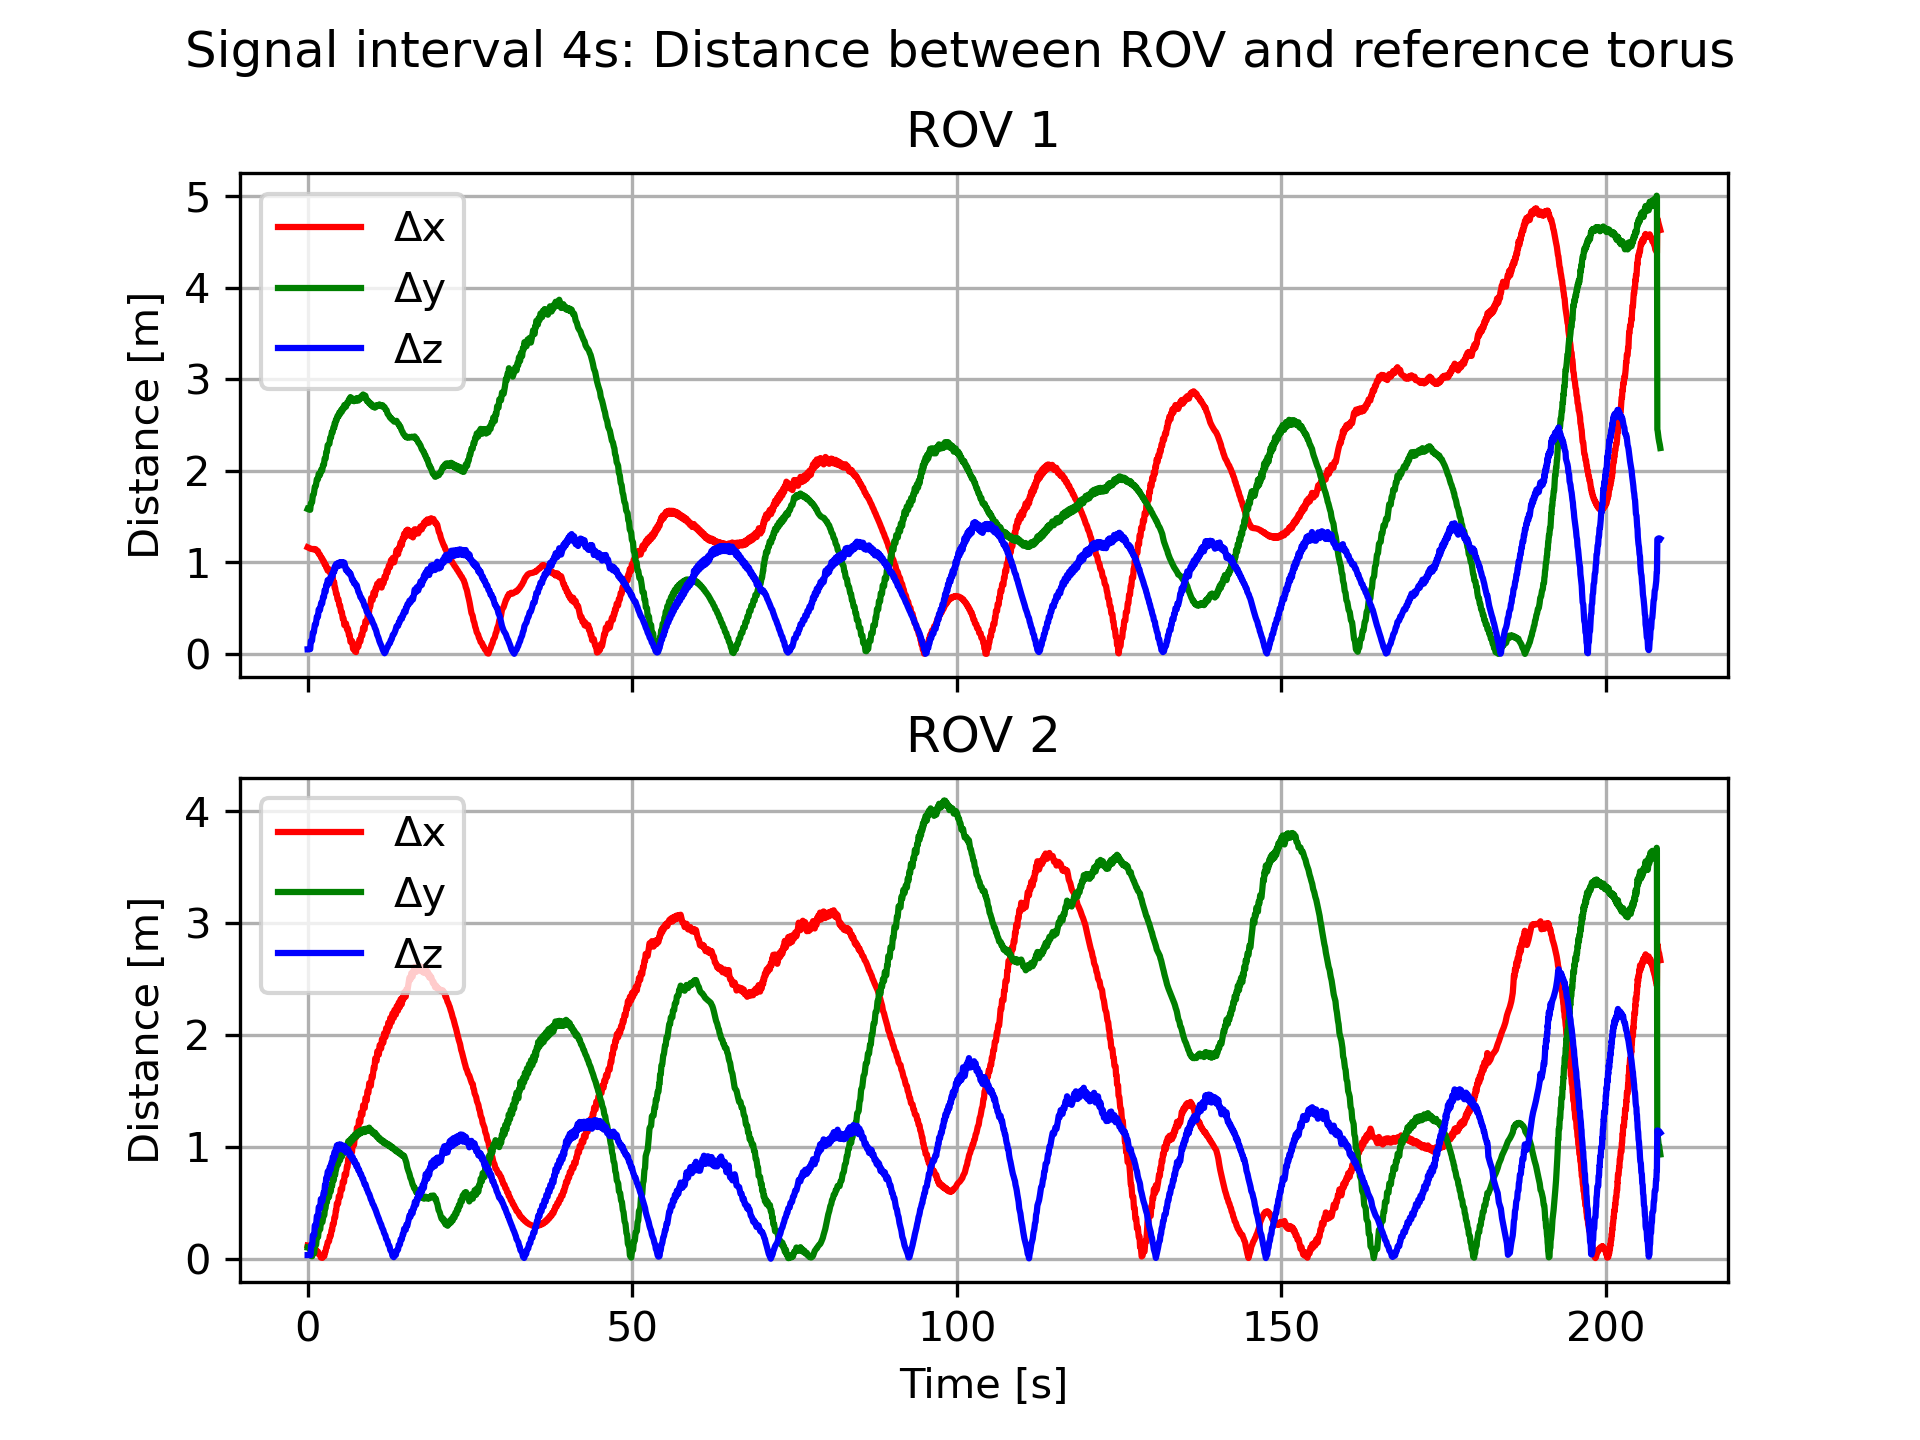 Signal interval 4s: Distance between ROV and reference torus
ROV 1
Distance [m]
5
4
3
2
1
0
Δx
Δy
Δz
ROV 2
Distance [m]
4
3
2
1
0
Δx
Δy
Δz
0 50 100 150 200
Time [s]